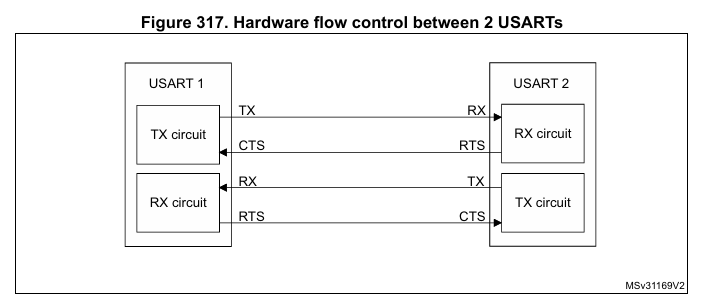 Figure 317. Hardware flow control between 2 USARTs
USART 1
USART 2
TX
RX
TX circuit
RX circuit
CTS
RTS
RX
TX
RX circuit
TX circuit
RTS
CTS
MSv31169V2